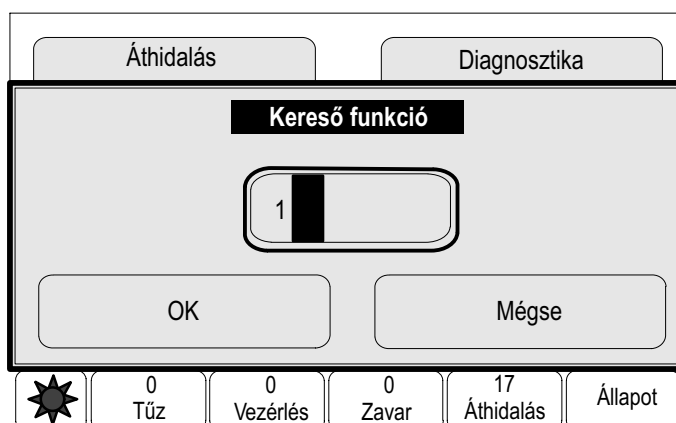 Áthidalás
Diagnosztika
Kereső funkció
1
OK
Mégse
0
Tűz
0
Vezérlés
0
Zavar
17
Áthidalás
Állapot